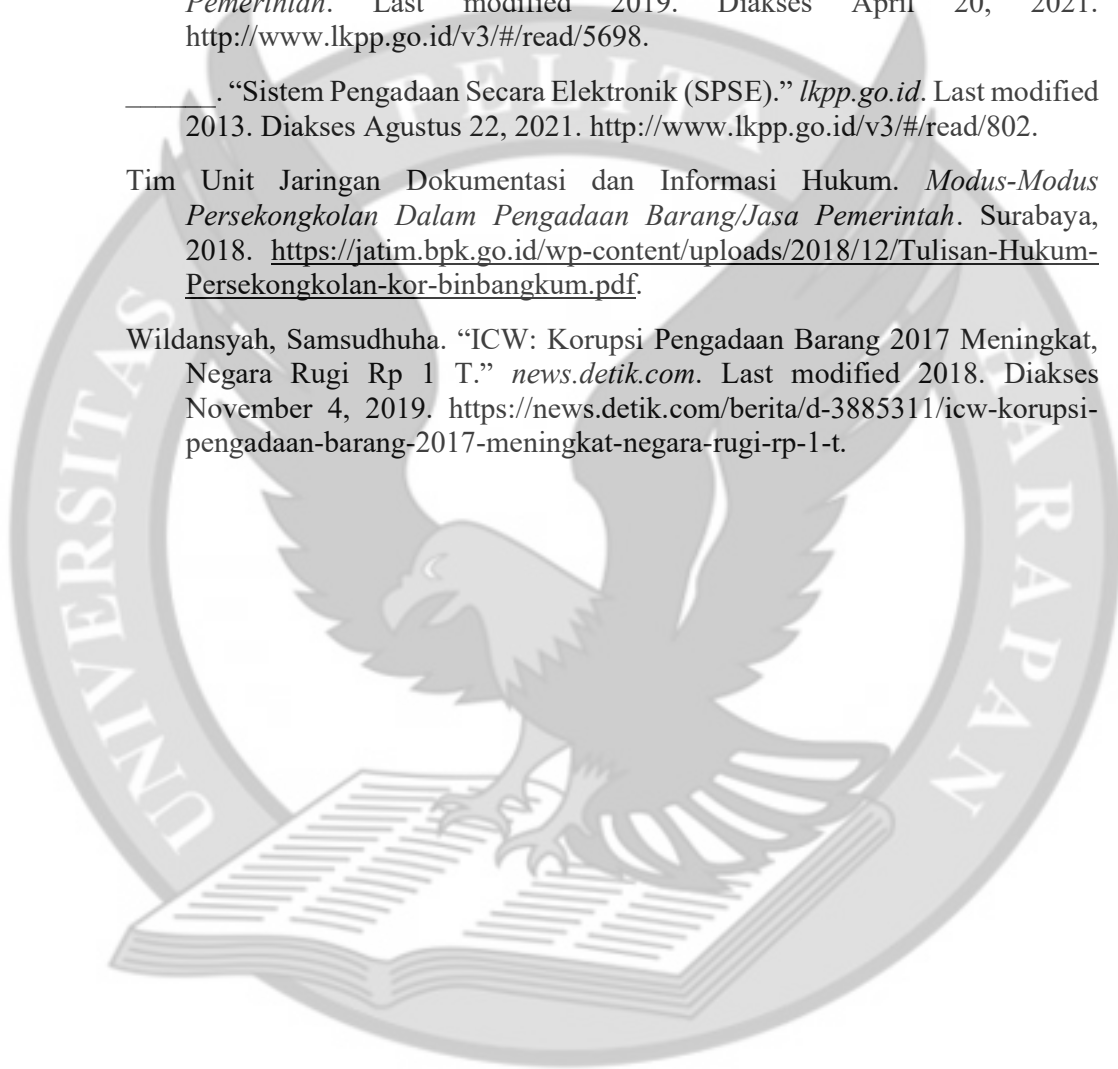 Pemerintah. Last modified 2019. Diakses April 20, 2021.
http://www.lkpp.go.id/v3/#/read/5698.
______. “Sistem Pengadaan Secara Elektronik (SPSE).” lkpp.go.id. Last modified
2013. Diakses Agustus 22, 2021. http://www.lkpp.go.id/v3/#/read/802.
Tim Unit Jaringan Dokumentasi dan Informasi Hukum. Modus-Modus
Persekongkolan Dalam Pengadaan Barang/Jasa Pemerintah. Surabaya,
2018. https://jatim.bpk.go.id/wp-content/uploads/2018/12/Tulisan-Hukum-
Persekongkolan-kor-binbangkum.pdf.
Wildansyah, Samsudhuha. “ICW: Korupsi Pengadaan Barang 2017 Meningkat,
Negara Rugi Rp 1 T.” news.detik.com. Last modified 2018. Diakses
November 4, 2019. https://news.detik.com/berita/d-3885311/icw-korupsi-
pengadaan-barang-2017-meningkat-negara-rugi-rp-1-t.
UNIVERSITAS
PELITA
HARAPAN